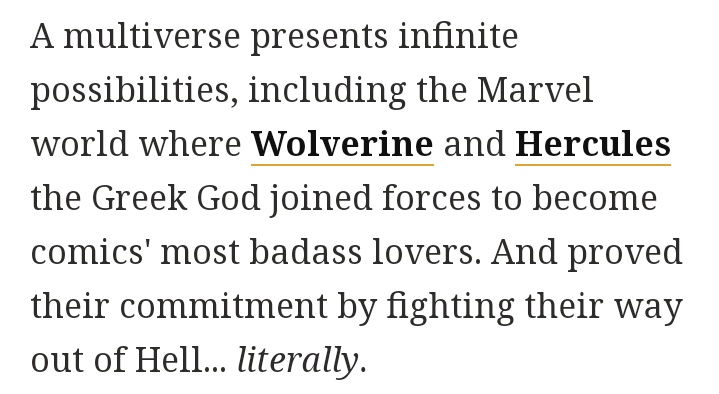 A multiverse presents infinite
possibilities, including the Marvel
world where Wolverine and Hercules
the Greek God joined forces to become
comics' most badass lovers. And proved
their commitment by fighting their way
out of Hell... literally.